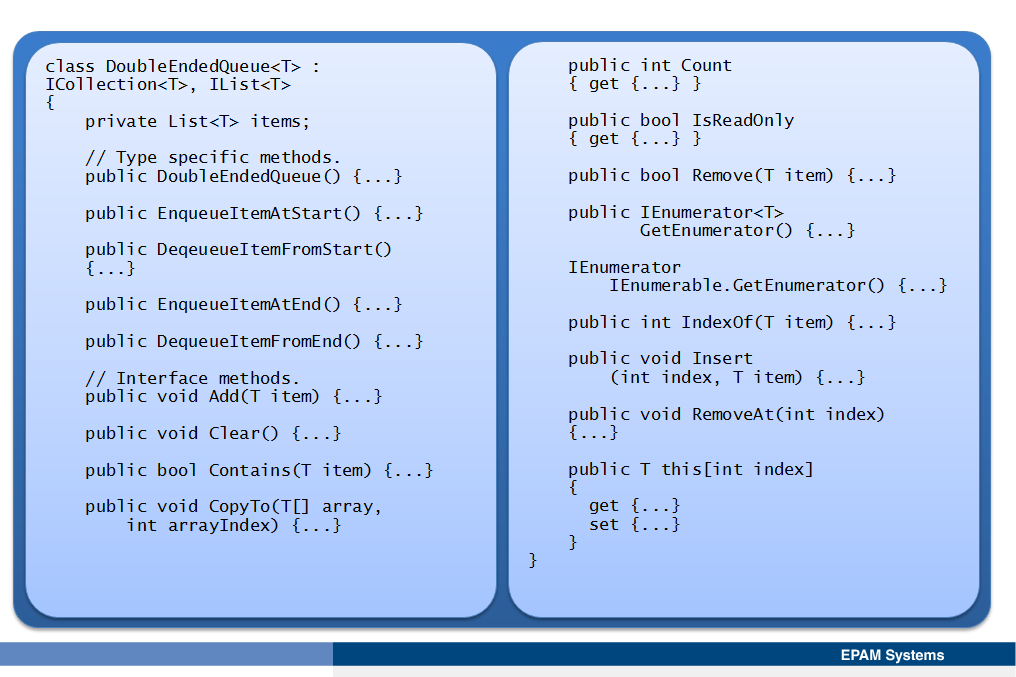 class DoubleEndedQueue<T> :
ICollection<T>, IList<T>
{
private List<T> items;
// Type specific methods.
public DoubleEndedQueue() {...}
public EnqueueItemAtStart() {...}
public DeqeueueItemFromStart()
{...}
public EnqueueItemAtEnd() {...}
public DequeueItemFromEnd() {...}
// Interface methods.
public void Add(T item) {...}
public void Clear() {...}
public bool Contains(T item) {...}
public void CopyTo(T[] array,
int arrayIndex) {...}
public int Count
{ get {...} }
public bool IsReadOnly
{ get {...} }
public bool Remove(T item) {...}
public IEnumerator<T>
GetEnumerator() {...}
IEnumerator
IEnumerable.GetEnumerator() {...}
public int IndexOf(T item) {...}
public void Insert
(int index, T item) {...}
public void RemoveAt(int index)
{...}
public T this[int index]
{
get {...}
set {...}
}
}
EPAM Systems